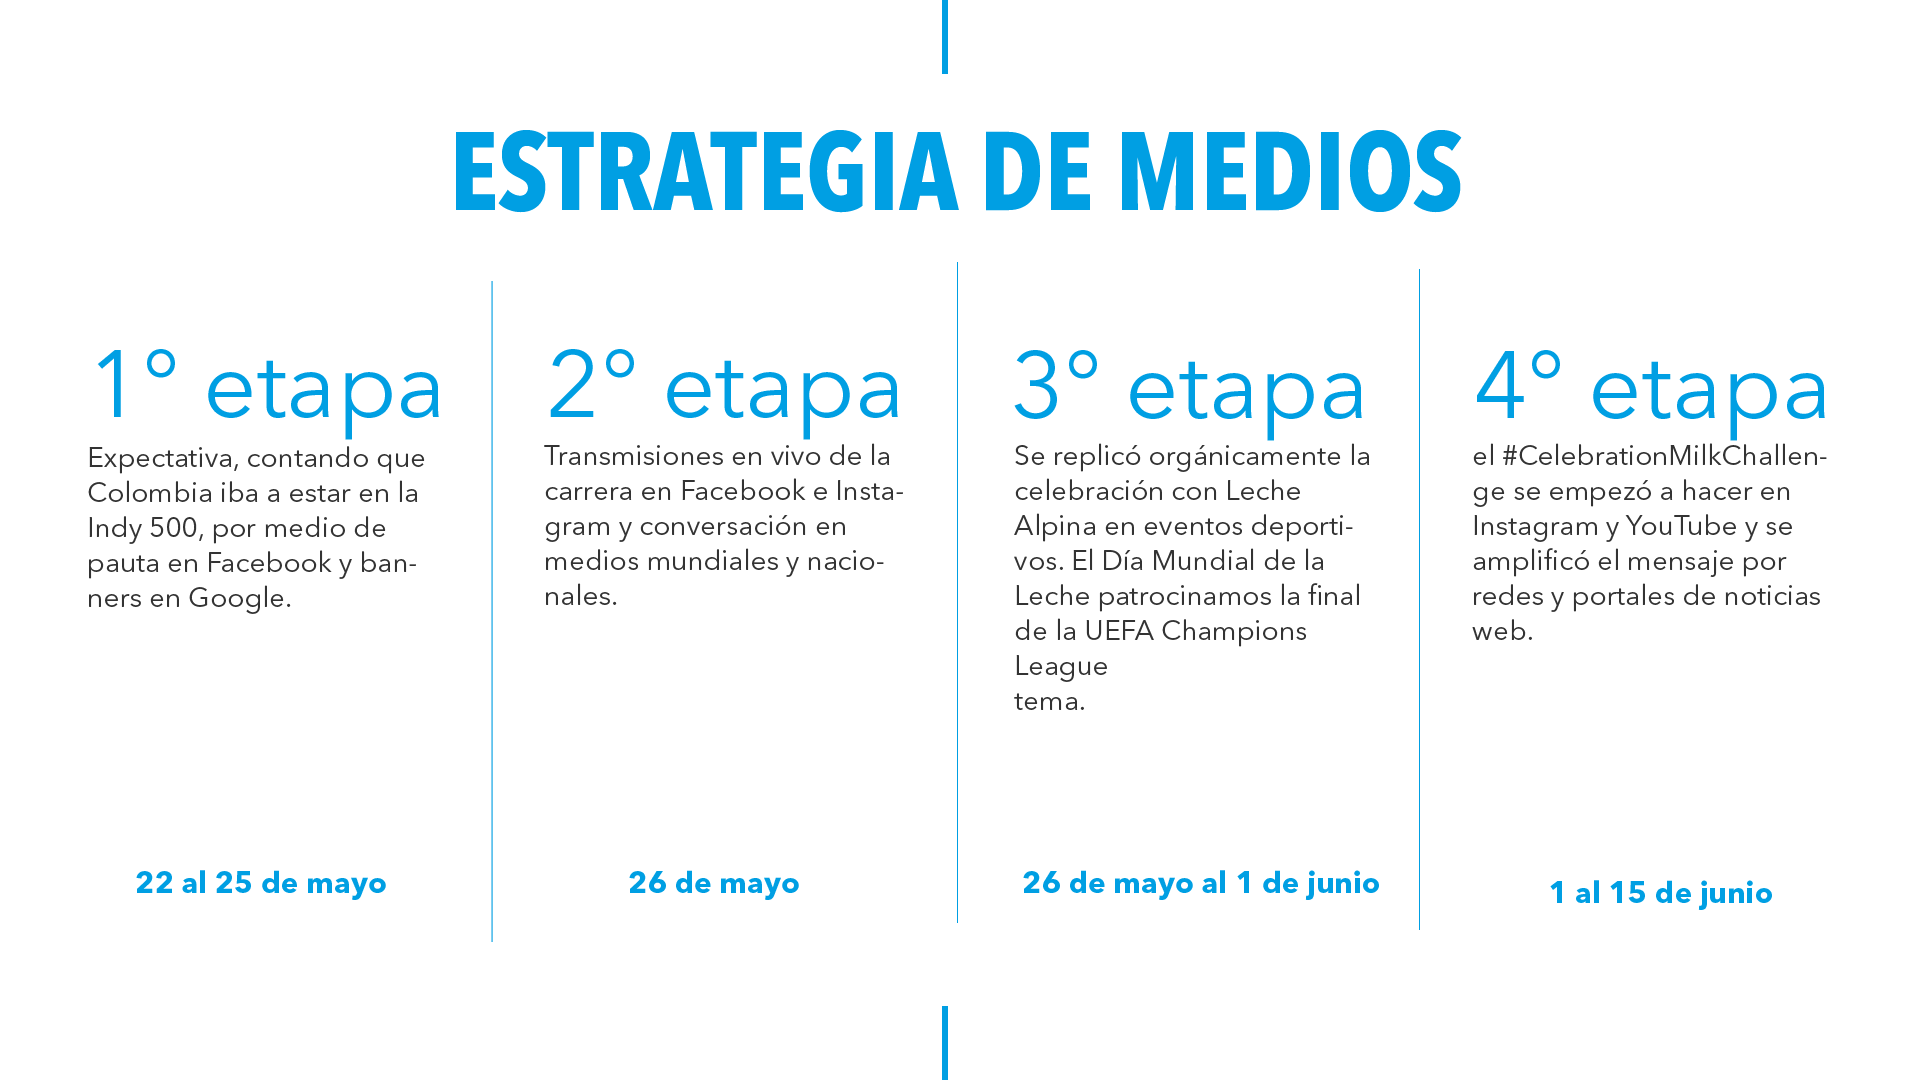 ESTRATEGIA DE MEDIOS
1° etapa
Expectativa, contando que
Colombia iba a estar en la
Indy 500, por medio de
pauta en Facebook y ban-
ners en Google.
22 al 25 de mayo
2° etapa
Transmisiones en vivo de la
carrera en Facebook e Insta-
gram y conversación en
medios mundiales y nacio-
nales.
26 de mayo
3° etapa
Se replicó orgánicamente la
celebración con Leche
Alpina en eventos deporti-
vos. El Día Mundial de la
Leche patrocinamos la final
de la UEFA Champions
League
tema.
26 de mayo al 1 de junio
4° etapa
el #CelebrationMilkChallen-
ge se empezó a hacer en
Instagram y YouTube y se
amplificó el mensaje por
redes y portales de noticias
web.
1 al 15 de junio